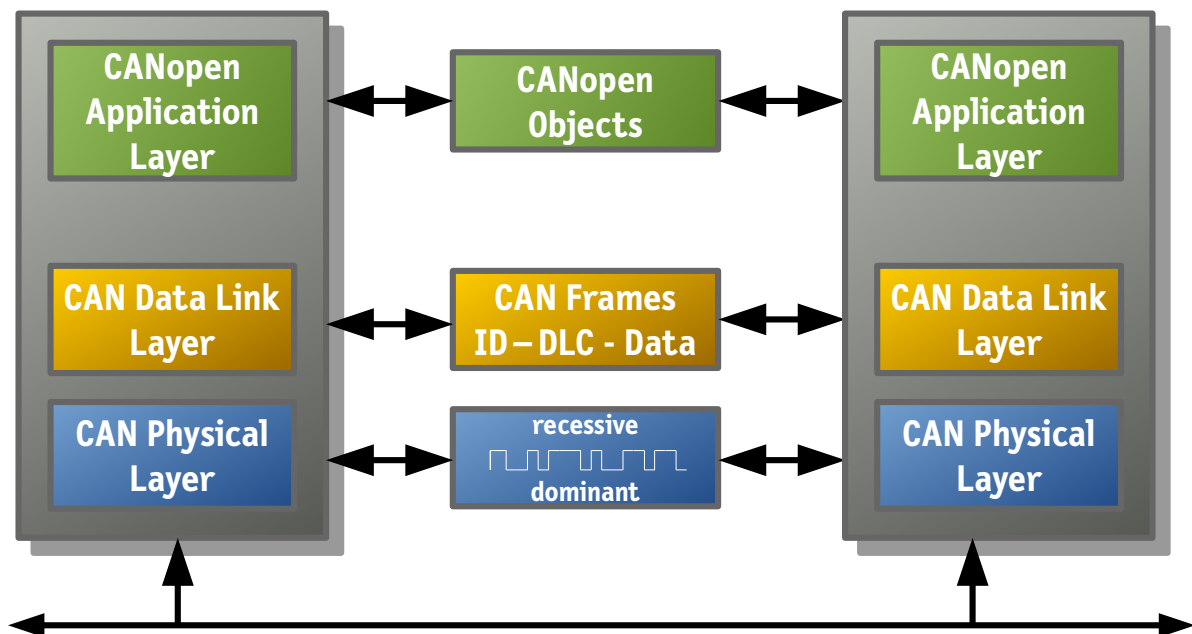 CANopen
Application
Layer
CANopen
Objects
CANopen
Application
Layer
CAN Data Link
Layer
CAN Frames
ID – DLC - Data
CAN Data Link
Layer
CAN Physical
Layer
recessive
dominant
CAN Physical
Layer